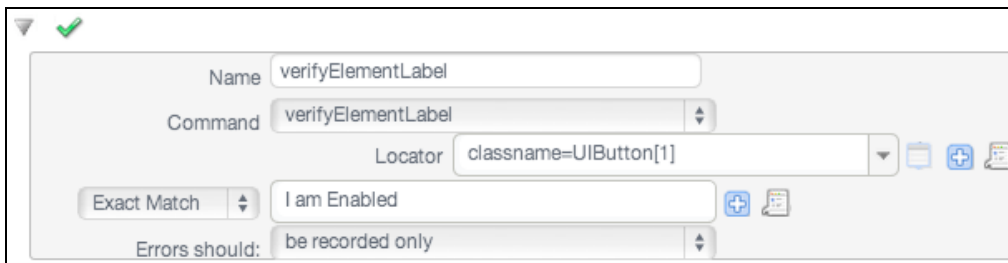 Name verifyElementLabel
Command verifyElementLabel
Locator classname=UIButton[1]
Exact Match I am Enabled
Errors should: be recorded only